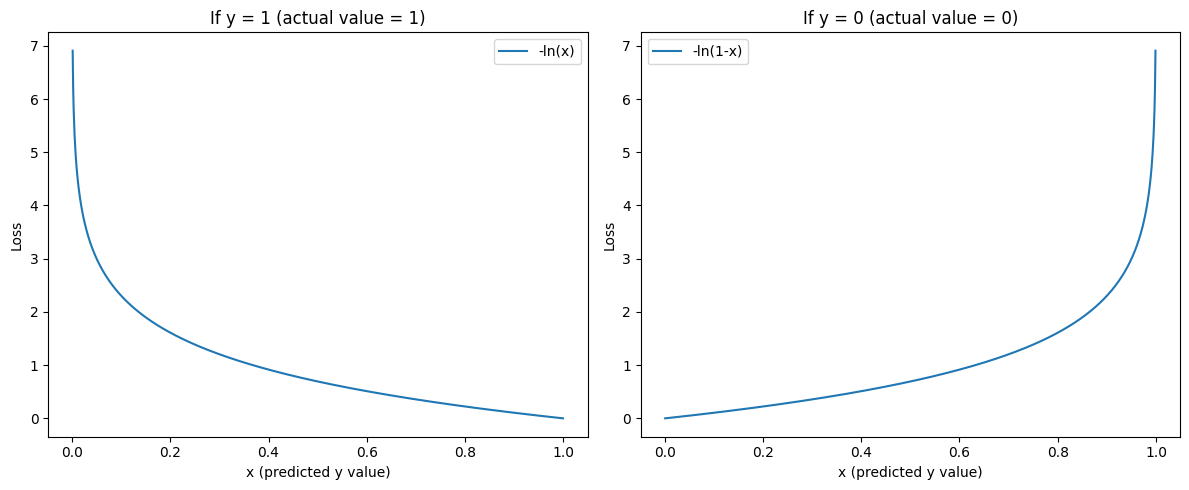 If y = 1 (actual value = 1)
-ln(x)
7
6
5
4
3
2
1
0
Loss
0.0 0.2 0.4 0.6 0.8 1.0
x (predicted y value)
If y = 0 (actual value = 0)
-ln(1-x)
7
6
5
4
3
2
1
0
Loss
0.0 0.2 0.4 0.6 0.8 1.0
x (predicted y value)